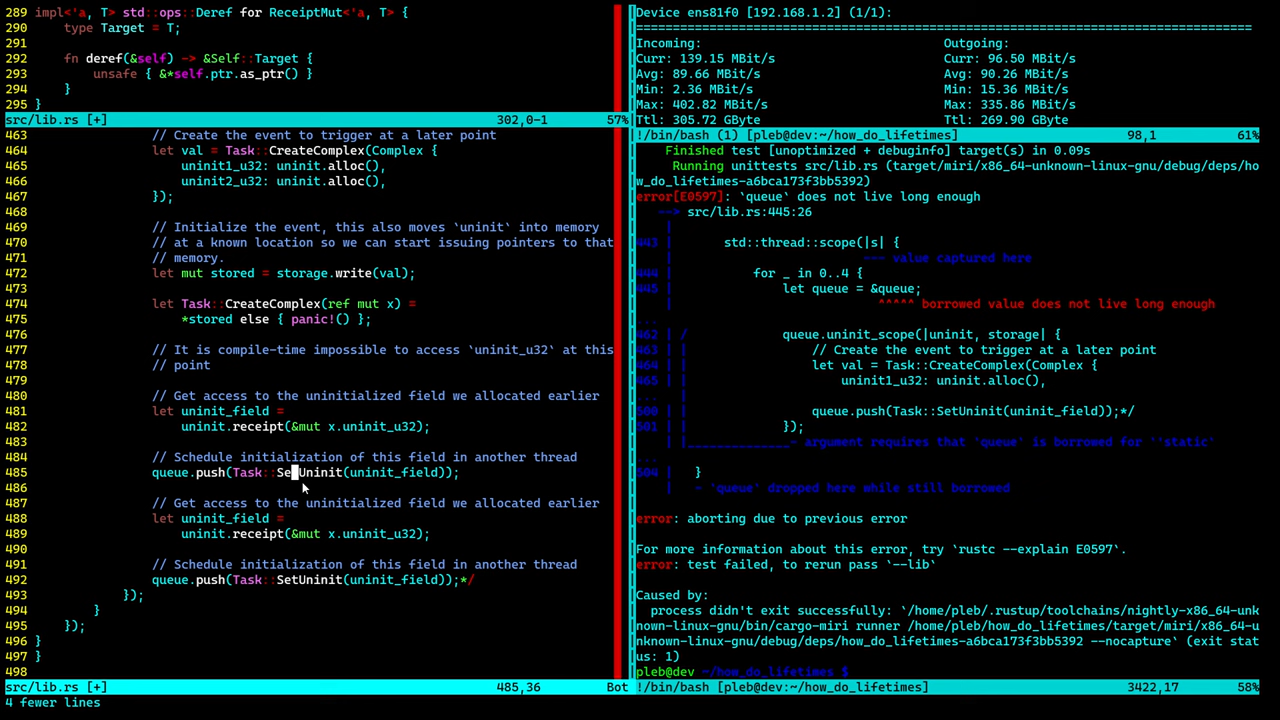 289 impl<'a, T> std::ops::Deref for ReceiptMut<'a, T> {
290     type Target = T;
291
292     fn deref(&self) -> &Self::Target {
293         unsafe { &*self.ptr.as_ptr() }
294     }
295 }
src/lib.rs [+] 302,0-1 57%
463                 // Create the event to trigger at a later point
464                 let val = Task::CreateComplex(Complex {
465                     uninit1_u32: uninit.alloc(),
466                     uninit2_u32: uninit.alloc(),
467                 });
468
469                 // Initialize the event, this also moves `uninit` into memory
470                 // at a known location so we can start issuing pointers to that
471                 // memory.
472                 let mut stored = storage.write(val);
473
474                 let Task::CreateComplex(ref mut x) =
475                     *stored else { panic!() };
476
477                 // It is compile-time impossible to access `uninit_u32` at this
478                 // point
479
480                 // Get access to the uninitialized field we allocated earlier
481                 let uninit_field =
482                     uninit.receipt(&mut x.uninit_u32);
483
484                 // Schedule initialization of this field in another thread
485                 queue.push(Task::SetUninit(uninit_field));
486
487                 // Get access to the uninitialized field we allocated earlier
488                 let uninit_field =
489                     uninit.receipt(&mut x.uninit_u32);
490
491                 // Schedule initialization of this field in another thread
492                 queue.push(Task::SetUninit(uninit_field));*/
493             });
494         }
495     });
496 }
497 }
498
src/lib.rs [+] 485,36 Bot
4 fewer lines
Device ens81f0 [192.168.1.2] (1/1):
================================================================================
Incoming: Outgoing:
Curr: 139.15 MBit/s Curr: 96.50 MBit/s
Avg: 89.66 MBit/s Avg: 90.26 MBit/s
Min: 2.36 MBit/s Min: 15.36 MBit/s
Max: 402.82 MBit/s Max: 335.86 MBit/s
Ttl: 305.72 GByte Ttl: 269.90 GByte
!/bin/bash (1) [pleb@dev:~/how_do_lifetimes] 98,1 61%
    Finished test [unoptimized + debuginfo] target(s) in 0.09s
     Running unittests src/lib.rs (target/miri/x86_64-unknown-linux-gnu/debug/deps/ho
w_do_lifetimes-a6bca173f3bb5392)
error[E0597]: `queue` does not live long enough
   --> src/lib.rs:445:26
    |
443 |         std::thread::scope(|s| {
    |                            --- value captured here
444 |             for _ in 0..4 {
445 |                 let queue = &queue;
    |                             ^^^^^ borrowed value does not live long enough
...
462 | /                 queue.uninit_scope(|uninit, storage| {
463 | |                     // Create the event to trigger at a later point
464 | |                     let val = Task::CreateComplex(Complex {
465 | |                         uninit1_u32: uninit.alloc(),
... |
500 | |                     queue.push(Task::SetUninit(uninit_field));*/
501 | |                 });
    | |______________- argument requires that `queue` is borrowed for `'static`
...
504 |     }
    |     - `queue` dropped here while still borrowed

error: aborting due to previous error

For more information about this error, try `rustc --explain E0597`.
error: test failed, to rerun pass `--lib`

Caused by:
  process didn't exit successfully: `/home/pleb/.rustup/toolchains/nightly-x86_64-unk
nown-linux-gnu/bin/cargo-miri runner /home/pleb/how_do_lifetimes/target/miri/x86_64-u
nknown-linux-gnu/debug/deps/how_do_lifetimes-a6bca173f3bb5392 --nocapture` (exit stat
us: 1)
pleb@dev ~/how_do_lifetimes $
!/bin/bash [pleb@dev:~/how_do_lifetimes] 3422,17 58%